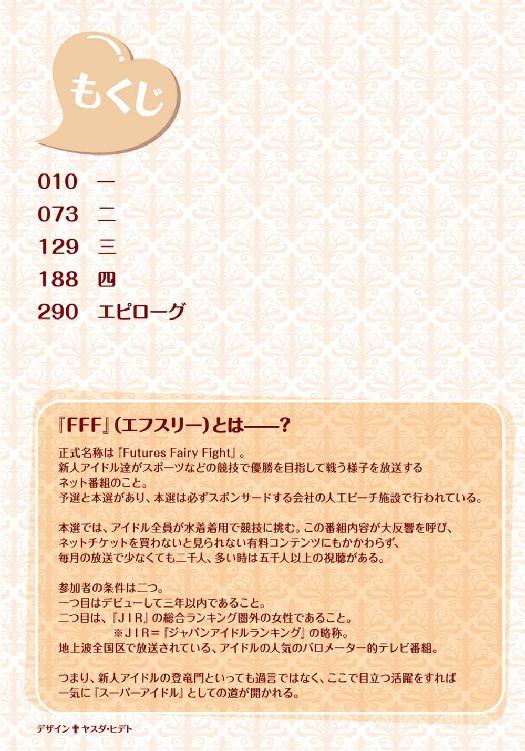 もくじ
010 一
073 二
129 三
188 四
290 エピローグ
『FFF』(エフスリー)とは――?
正式名称は『Futures Fairy Fight』。
新人アイドル達がスポーツなどの競技で優勝を目指して戦う様子を放送する
ネット番組のこと。
予選と本選があり、本選は必ずスポンサードする会社の人工ビーチ施設で行われている。
本選では、アイドル全員が水着着用で競技に挑む。この番組内容が大反響を呼び、
ネットチケットを買わないと見られない有料コンテンツにもかかわらず、
毎月の放送で少なくても二千人、多い時は五千人以上の視聴がある。
参加者の条件は二つ。
一つ目はデビューして三年以内であること。
二つ目は、『JIR』の総合ランキング圏外の女性であること。
※JIR=『ジャパンアイドルランキング』の略称。
地上波全国区で放送されている、アイドルの人気のバロメーター的テレビ番組。
つまり、新人アイドルの登竜門といっても過言ではなく、ここで目立つ活躍をすれば
一気に『スーパーアイドル』としての道が開かれる。
デザイン✝ヤスダ・ヒデト